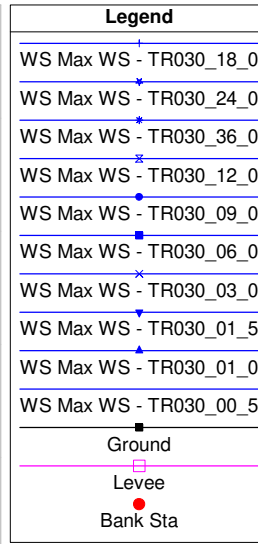 Legend
WS Max WS - TR030_18_0
WS Max WS - TR030_24_0
WS Max WS - TR030_36_0
WS Max WS - TR030_12_0
WS Max WS - TR030_09_0
WS Max WS - TR030_06_0
WS Max WS - TR030_03_0
WS Max WS - TR030_01_5
WS Max WS - TR030_01_0
WS Max WS - TR030_00_5
Ground
Levee
Bank Sta